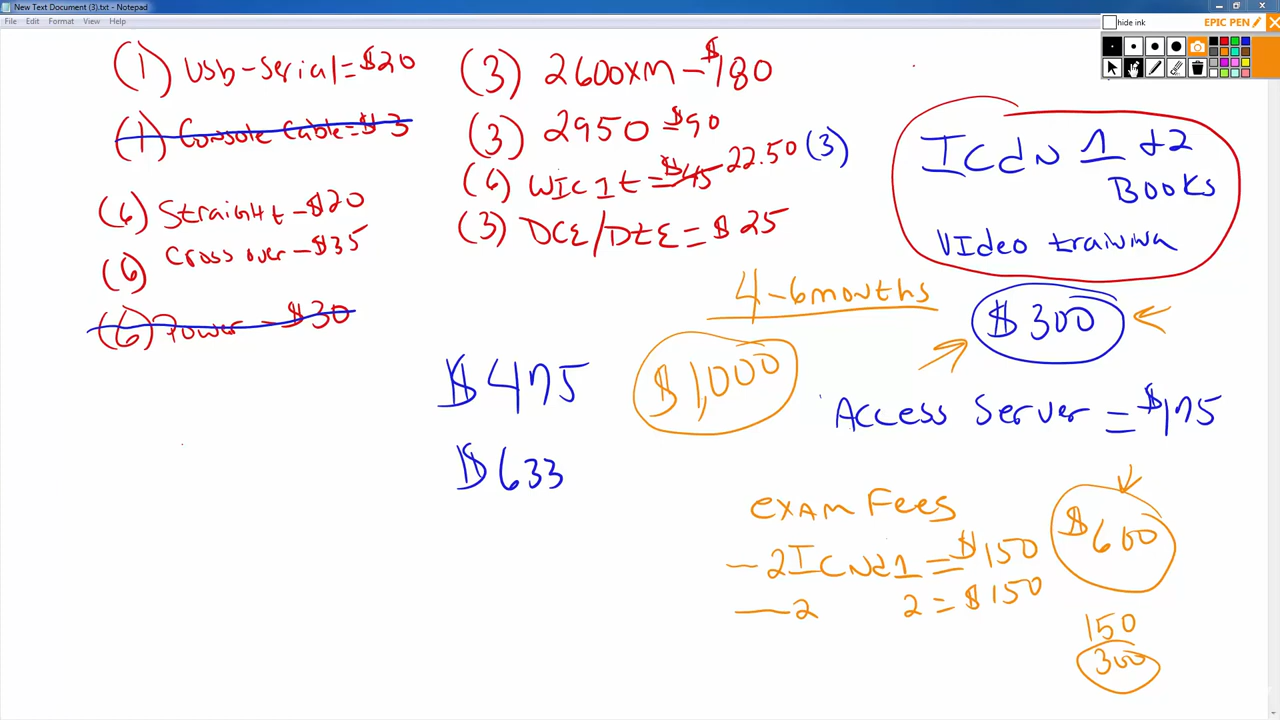 New Text Document (3).txt - Notepad
File Edit Format View Help
hide ink
EPIC PEN
(1) Usb-Serial=$20
(1) Console Cable=$3
(6) Straight-$20
(6) Cross over-$35
(6) Power-$30
(3) 2600xm-$180
(3) 2950=$90
(6) WIC1t=$45 22.50 (3)
(3) DCE/DTE=$25
ICdN 1 &2
Books
Video training
4-6 months
$300
$475
$1,000
Access Server=$175
$633
Exam Fees
-2 ICNd1=$150
-2 2=$150
$600
150
300